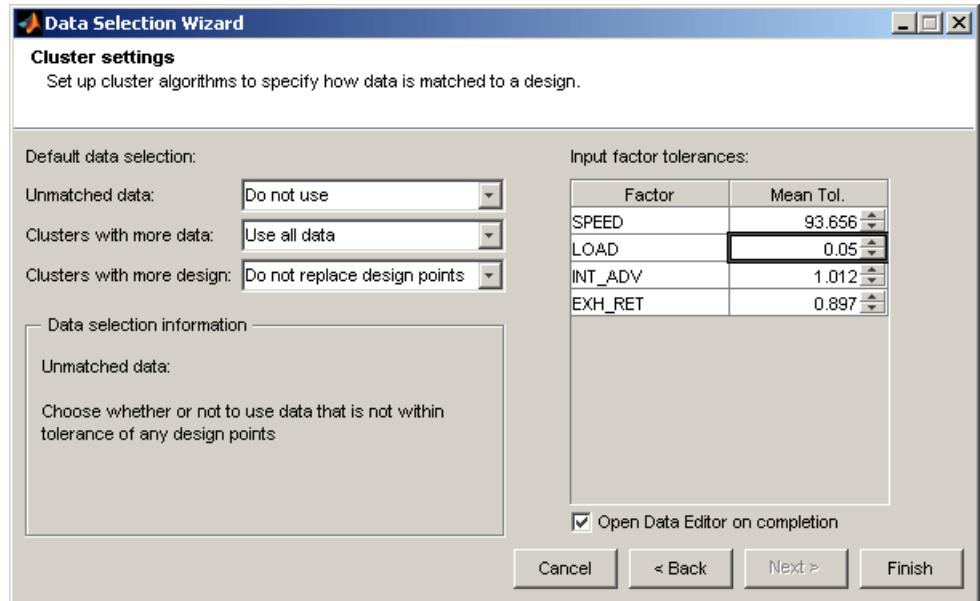 Data Selection Wizard
Cluster settings
Set up cluster algorithms to specify how data is matched to a design.
Default data selection:
Unmatched data: Do not use
Clusters with more data: Use all data
Clusters with more design: Do not replace design points
Data selection information
Unmatched data:
Choose whether or not to use data that is not within
tolerance of any design points
Input factor tolerances:
Factor Mean Tol.
SPEED 93.656
LOAD 0.05
INT_ADV 1.012
EXH_RET 0.897
Open Data Editor on completion
Cancel < Back Next > Finish